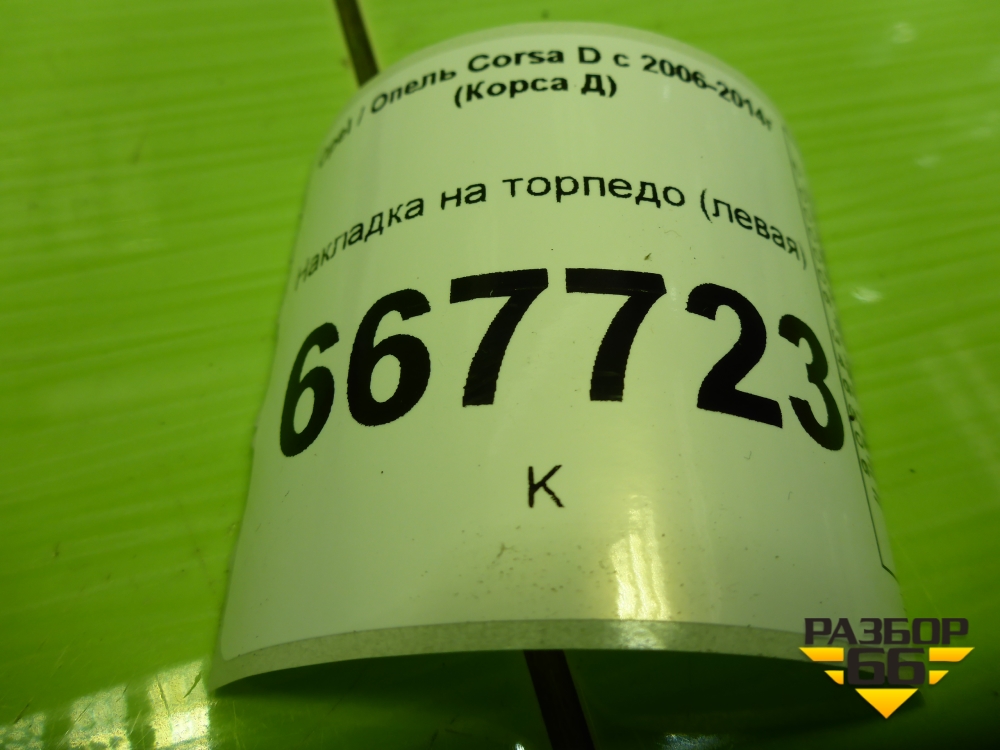 Opel / Опель Corsa D с 2006-2014г
(Корса Д)
Накладка на торпедо (левая)
667723
К
РАЗБОР
66